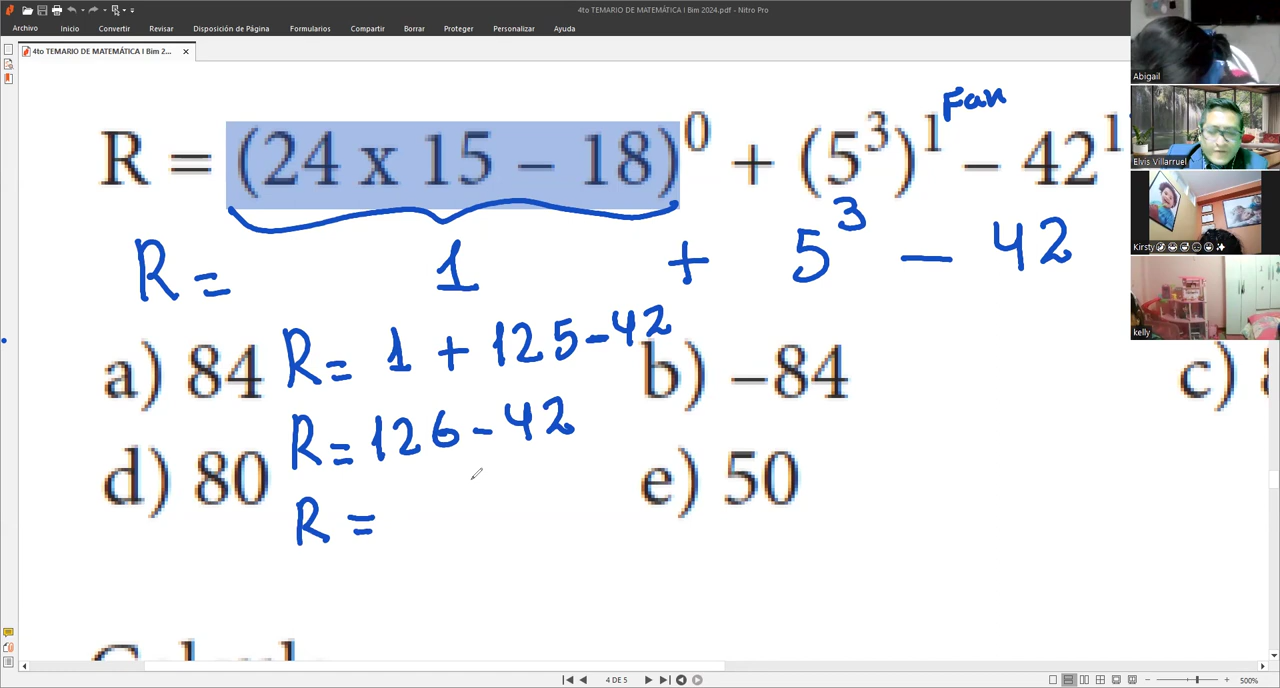 4to TEMARIO DE MATEMÁTICA I Bim 2024.pdf - Nitro Pro
Archivo Inicio Convertir Revisar Disposición de Página Formularios Compartir Borrar Proteger Personalizar Ayuda
4to TEMARIO DE MATEMÁTICA I Bim 2...
Abigail
Elvis Villarruel
Kirsty
kelly
R = (24 x 15 – 18)⁰ + (5³)¹ – 42¹
R = 1 + 5³ – 42
a) 84
R = 1 + 125 – 42
b) –84
c)
R = 126 – 42
d) 80
e) 50
R =
4 DE 5
500%